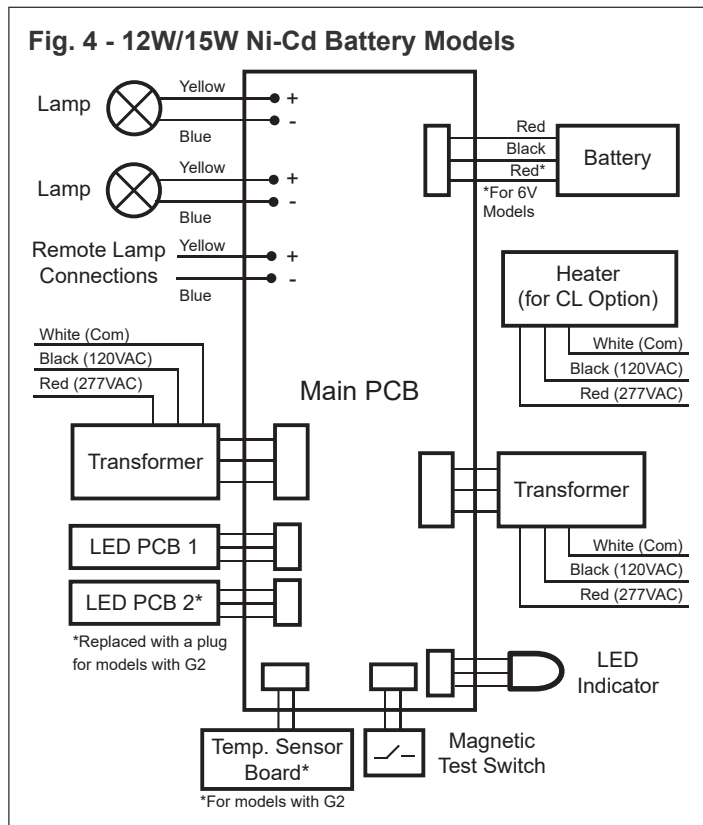 Fig. 4 - 12W/15W Ni-Cd Battery Models
Yellow
Lamp
+
-
Blue
Yellow
Lamp
+
-
Blue
Remote Lamp
Connections
Yellow
+
-
Blue
White (Com)
Black (120VAC)
Red (277VAC)
Transformer
LED PCB 1
LED PCB 2*
*Replaced with a plug
for models with G2
Main PCB
Red
Black
Red*
*For 6V
Models
Battery
Heater
(for CL Option)
White (Com)
Black (120VAC)
Red (277VAC)
Transformer
White (Com)
Black (120VAC)
Red (277VAC)
LED
Indicator
Temp. Sensor
Board*
*For models with G2
Magnetic
Test Switch